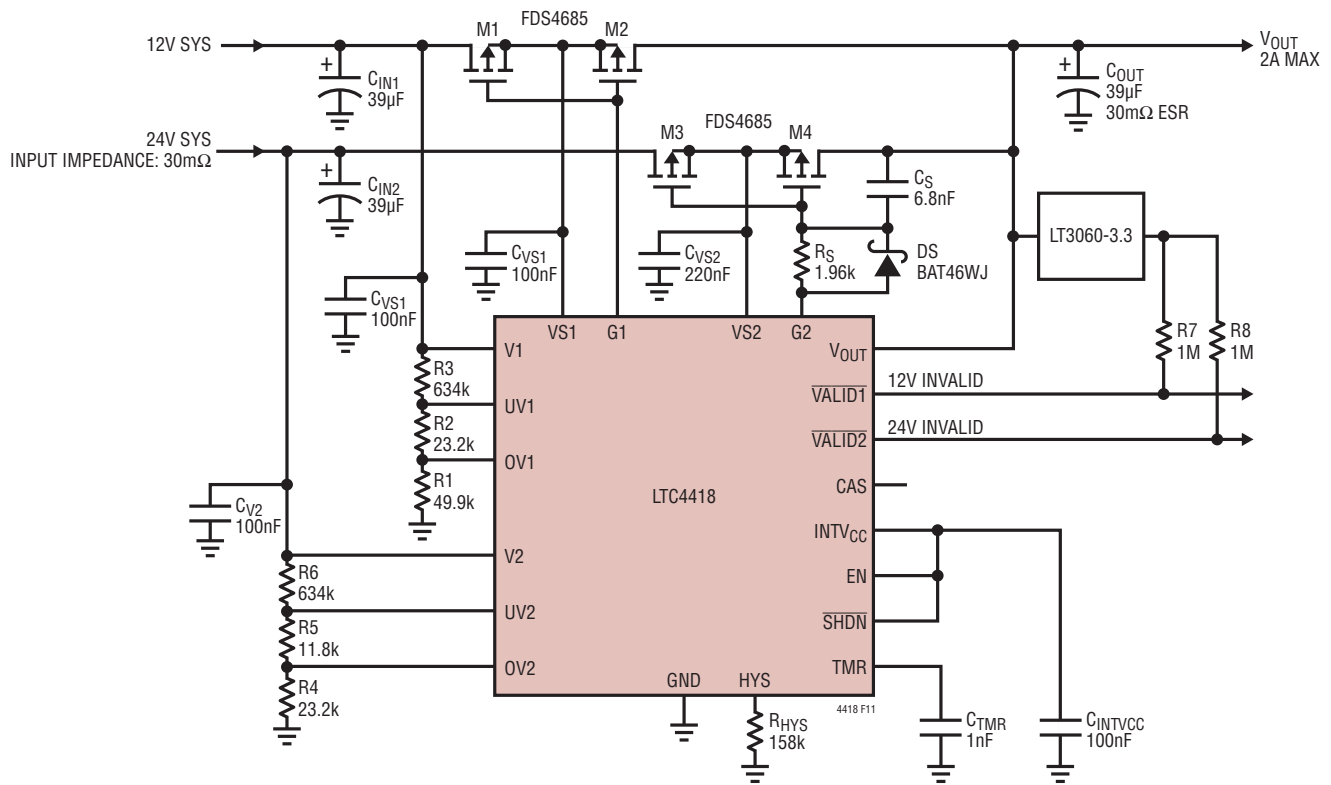 FDS4685
M1
M2
12V SYS
VOUT
2A MAX
+
CIN1
39µF
+
COUT
39µF
30mΩ ESR
FDS4685
M3
M4
24V SYS
INPUT IMPEDANCE: 30mΩ
+
CIN2
39µF
CS
6.8nF
LT3060-3.3
CVS1
100nF
CVS2
220nF
RS
1.96k
DS
BAT46WJ
CVS1
100nF
VS1
G1
VS2
G2
R7
1M
R8
1M
V1
VOUT
R3
634k
12V INVALID
VALID1
UV1
R2
23.2k
24V INVALID
VALID2
OV1
R1
49.9k
CAS
LTC4418
CV2
100nF
INTVCC
V2
EN
R6
634k
UV2
SHDN
R5
11.8k
OV2
TMR
R4
23.2k
GND
HYS
4418 F11
RHYS
158k
CTMR
1nF
CINTVCC
100nF